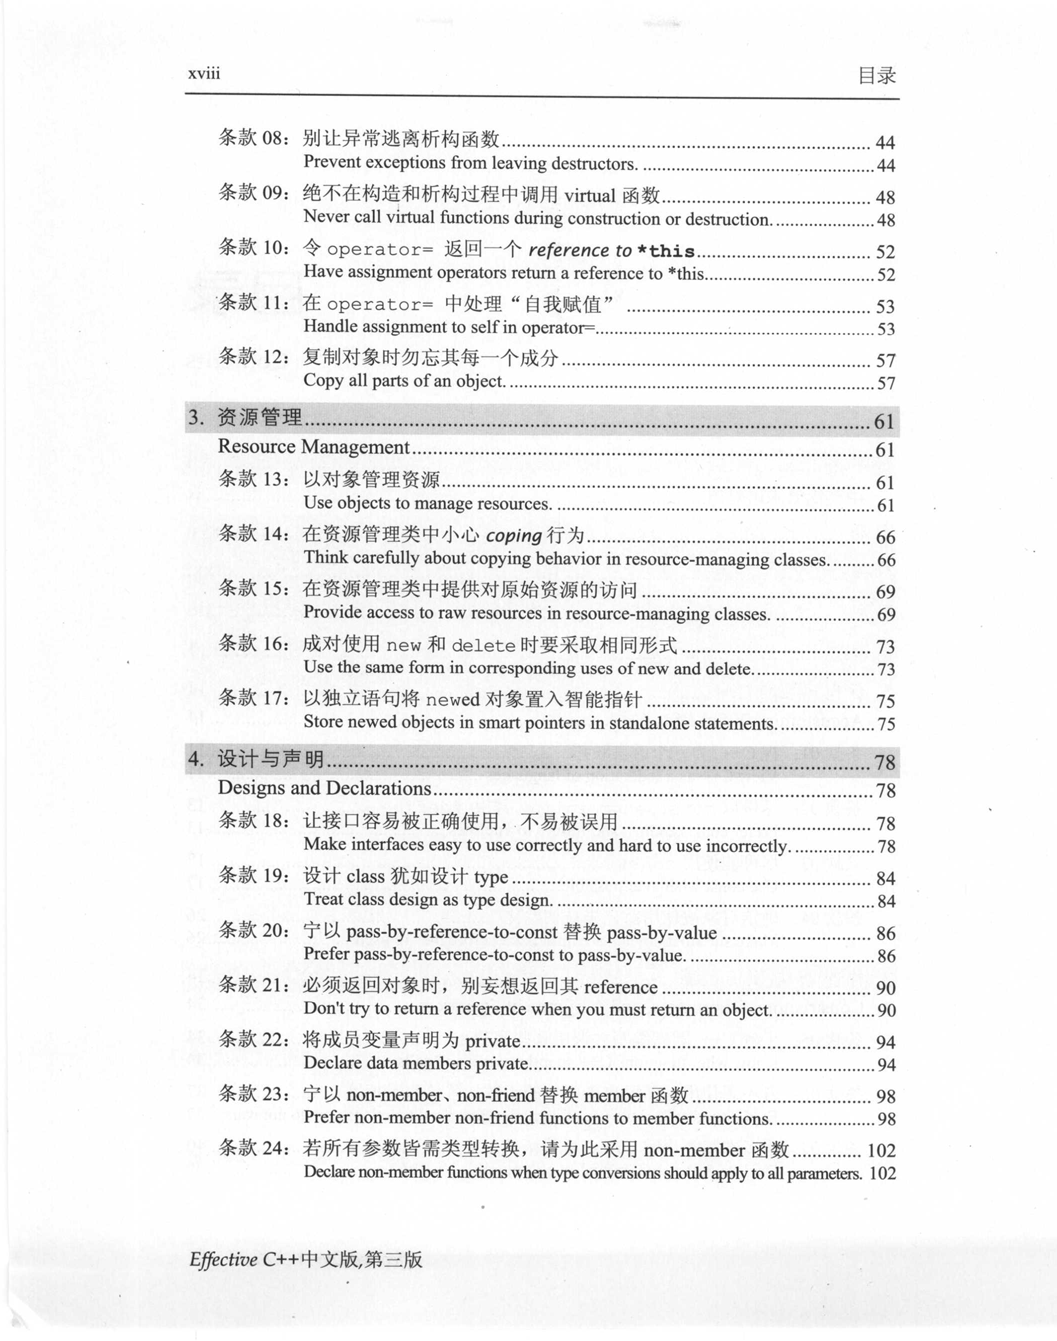 xviii 目录
条款 08：别让异常逃离析构函数 44
Prevent exceptions from leaving destructors. 44
条款 09：绝不在构造和析构过程中调用 virtual 函数 48
Never call virtual functions during construction or destruction. 48
条款 10：令 operator= 返回一个 reference to *this 52
Have assignment operators return a reference to *this 52
条款 11：在 operator= 中处理“自我赋值” 53
Handle assignment to self in operator= 53
条款 12：复制对象时勿忘其每一个成分 57
Copy all parts of an object. 57
3. 资源管理 61
Resource Management 61
条款 13：以对象管理资源 61
Use objects to manage resources. 61
条款 14：在资源管理类中小心 coping 行为 66
Think carefully about copying behavior in resource-managing classes. 66
条款 15：在资源管理类中提供对原始资源的访问 69
Provide access to raw resources in resource-managing classes. 69
条款 16：成对使用 new 和 delete 时要采取相同形式 73
Use the same form in corresponding uses of new and delete. 73
条款 17：以独立语句将 newed 对象置入智能指针 75
Store newed objects in smart pointers in standalone statements. 75
4. 设计与声明 78
Designs and Declarations 78
条款 18：让接口容易被正确使用，不易被误用 78
Make interfaces easy to use correctly and hard to use incorrectly. 78
条款 19：设计 class 犹如设计 type 84
Treat class design as type design. 84
条款 20：宁以 pass-by-reference-to-const 替换 pass-by-value 86
Prefer pass-by-reference-to-const to pass-by-value. 86
条款 21：必须返回对象时，别妄想返回其 reference 90
Don't try to return a reference when you must return an object. 90
条款 22：将成员变量声明为 private 94
Declare data members private. 94
条款 23：宁以 non-member、non-friend 替换 member 函数 98
Prefer non-member non-friend functions to member functions. 98
条款 24：若所有参数皆需类型转换，请为此采用 non-member 函数 102
Declare non-member functions when type conversions should apply to all parameters. 102
Effective C++中文版,第三版